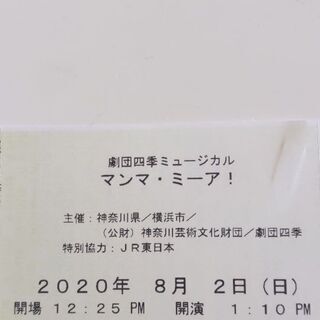 劇団四季ミュージカル
マンマ・ミーア！
主催：神奈川県／横浜市／
（公財）神奈川芸術文化財団／劇団四季
特別協力：ＪＲ東日本
２０２０年　８月　２日（日）
開場　１２：２５　ＰＭ　　開演　　１：１０　ＰＭ